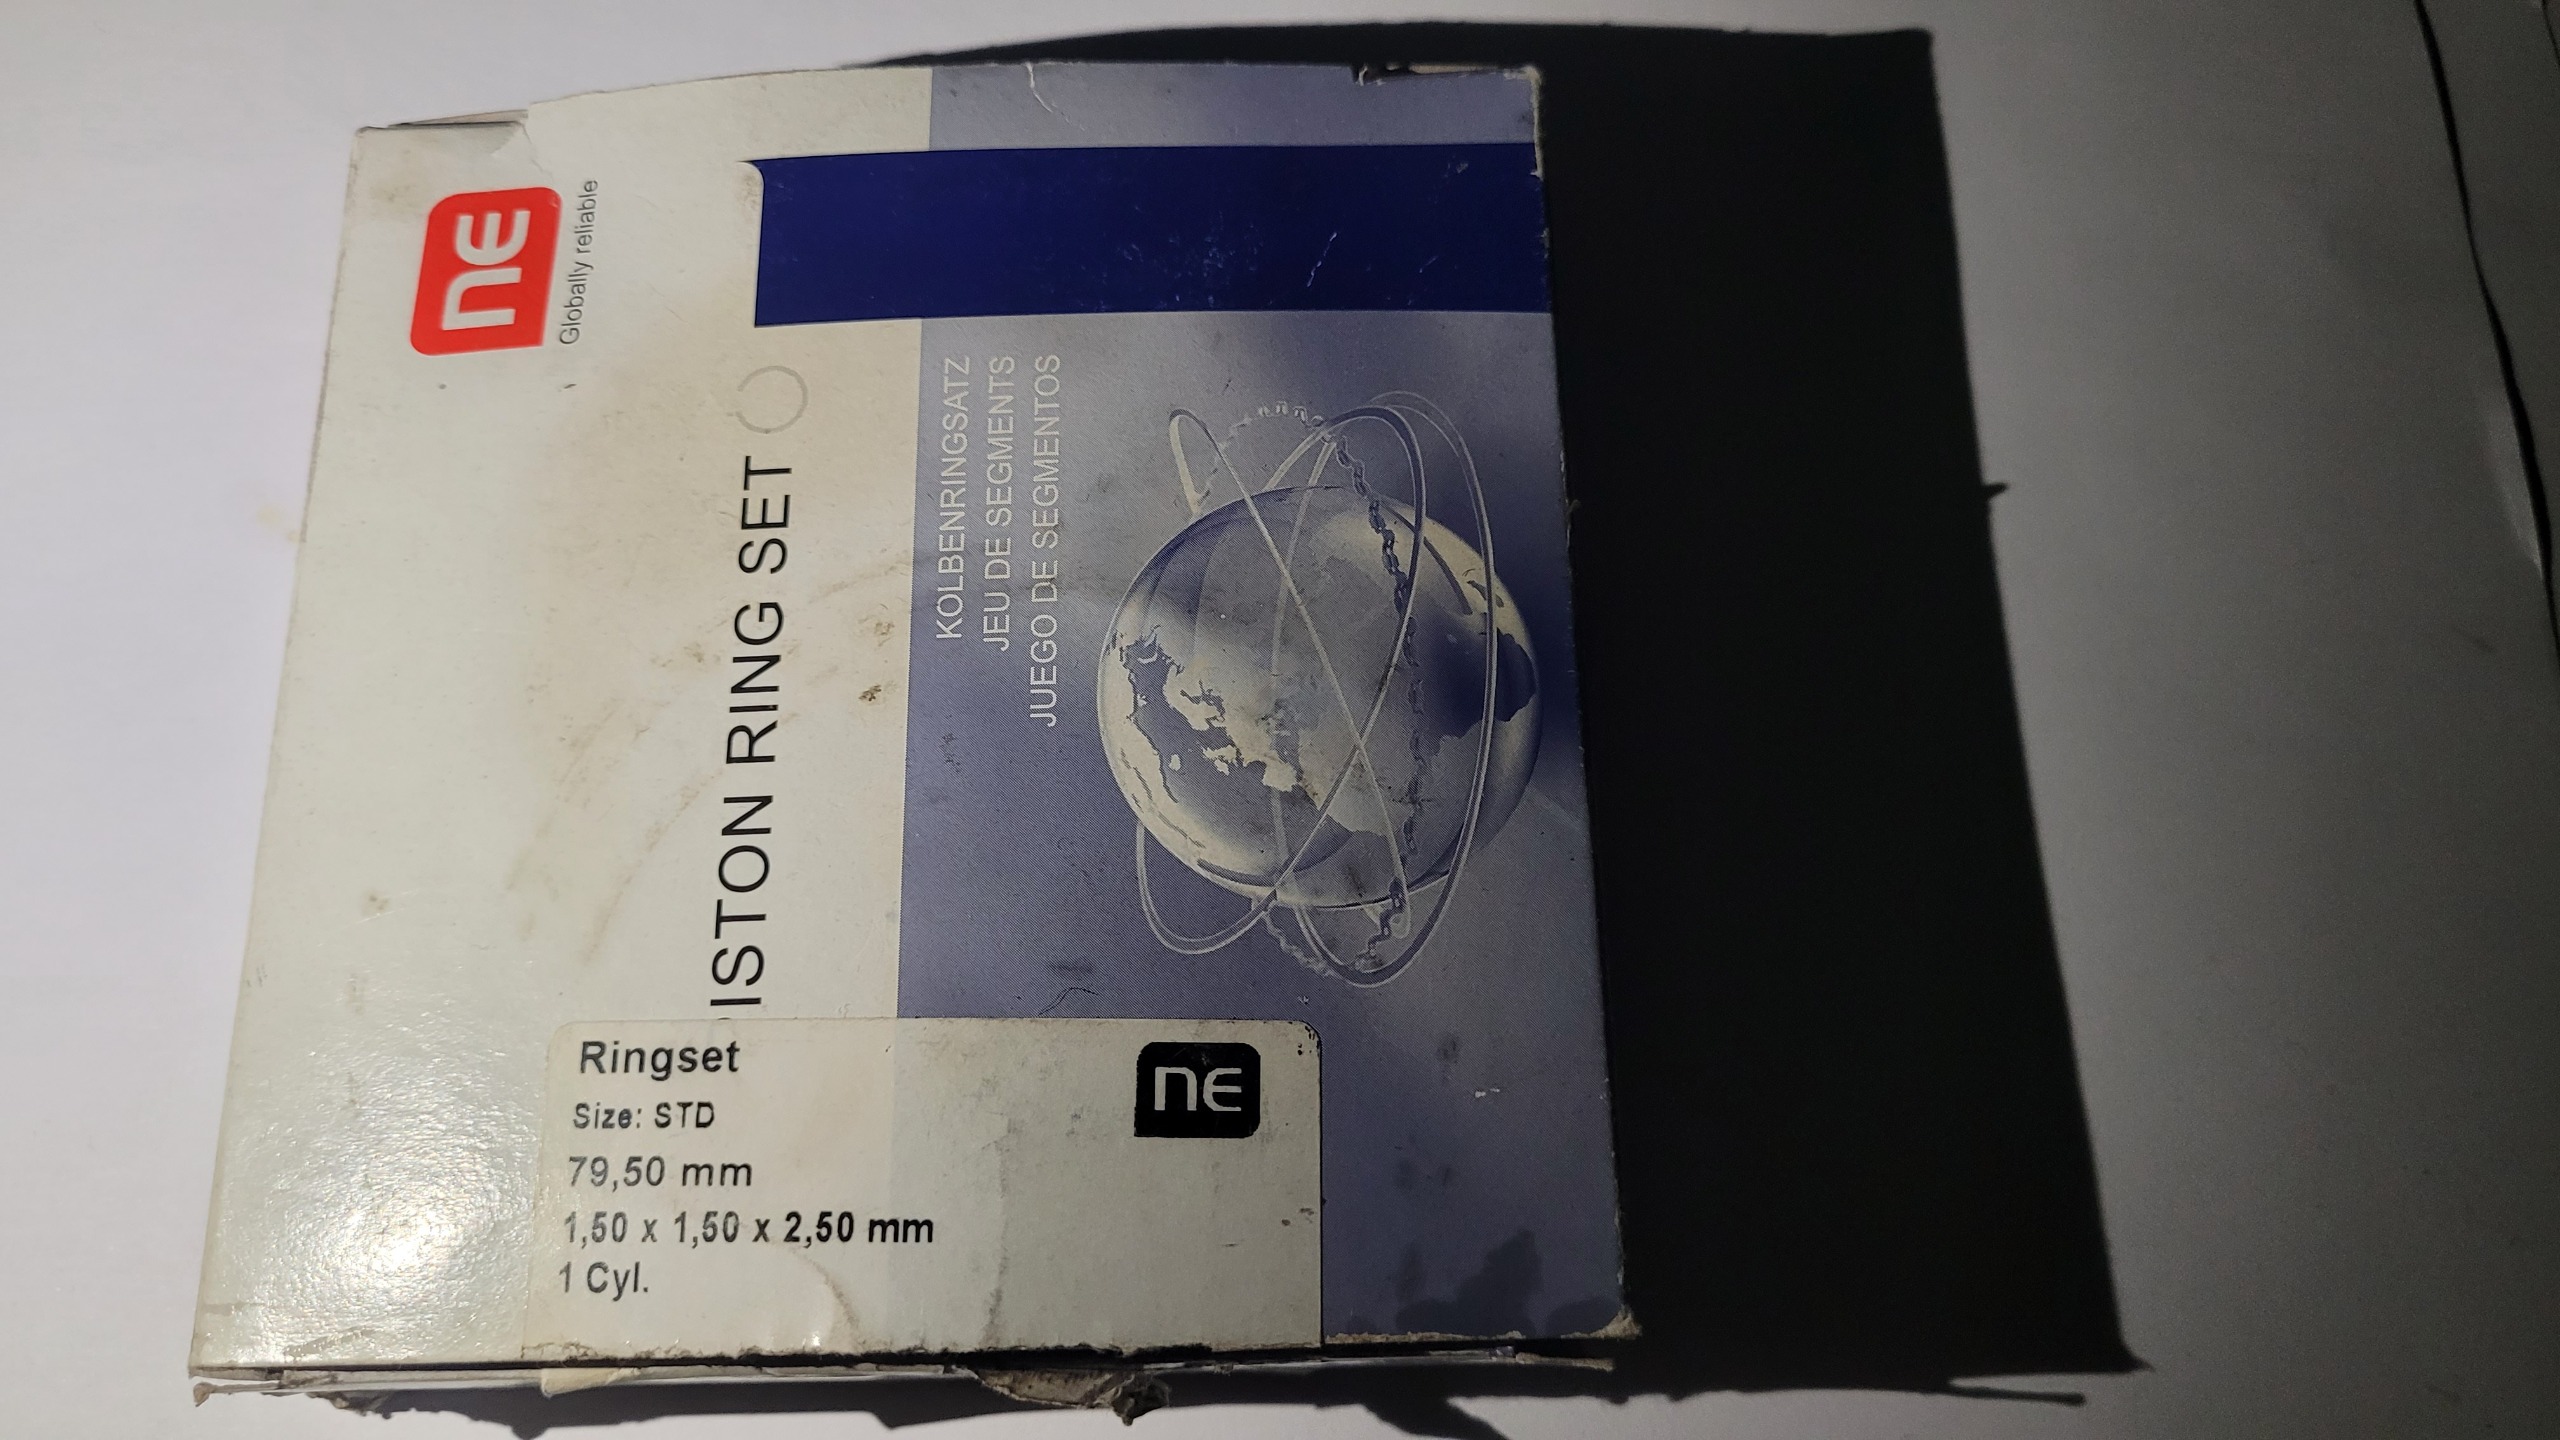 NE
Globally reliable
PISTON RING SET
KOLBENRINGSATZ
JEU DE SEGMENTS
JUEGO DE SEGMENTOS
Ringset
NE
Size: STD
79,50 mm
1,50 x 1,50 x 2,50 mm
1 Cyl.